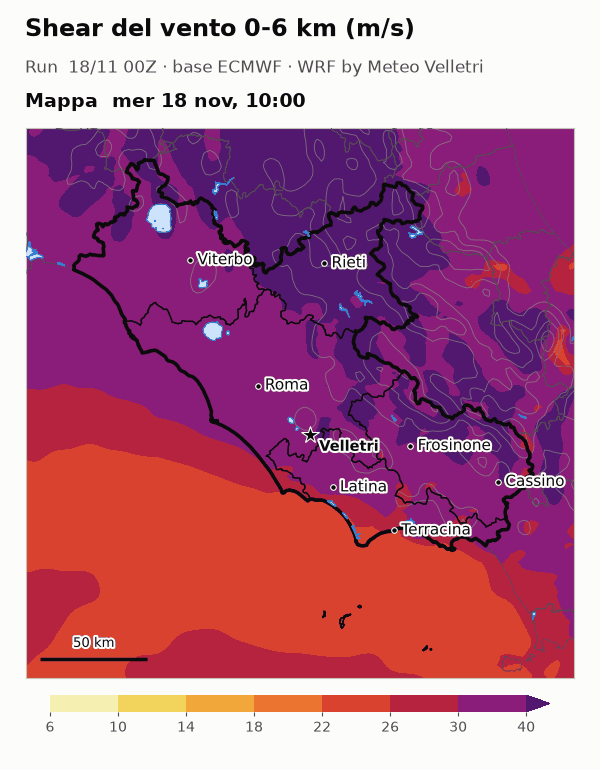 Shear del vento 0-6 km (m/s)
Run 18/11 00Z · base ECMWF · WRF by Meteo Velletri
Mappa mer 18 nov, 10:00
Viterbo
Rieti
Roma
Velletri
Frosinone
Cassino
Latina
Terracina
50 km
6 10 14 18 22 26 30 40